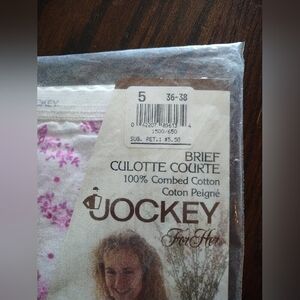 5 36-38
1500/650
SUG. RET.: $5.50
BRIEF
CULOTTE COURTE
100% Combed Cotton
Coton Peigné
JOCKEY
For Her